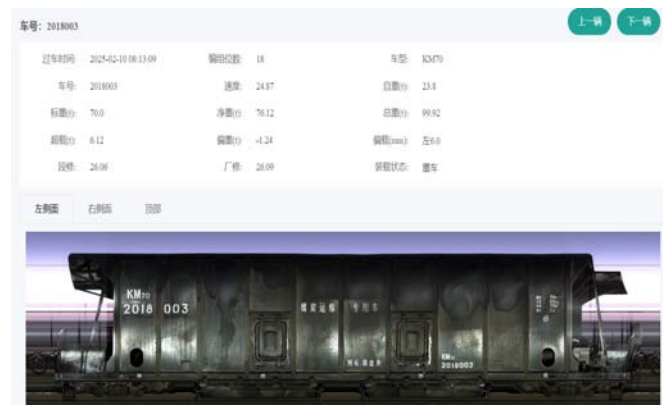 车号: 2018003
上一辆 下一辆
过车时间: 2025-02-10 08:13:09 编组位数: 18 车型: KM70
车号: 2018003 速度: 24.87 自重(t): 23.8
标重(t): 70.0 净重(t): 76.12 总重(t): 99.92
超载(t): 6.12 偏重(t): -1.24 偏载(mm): 左6.0
段修: 26.06 厂修: 26.09 装载状态: 重车
左侧面 右侧面 顶部
KM70
2018 003
煤炭运输 专用车
KM70
2018003